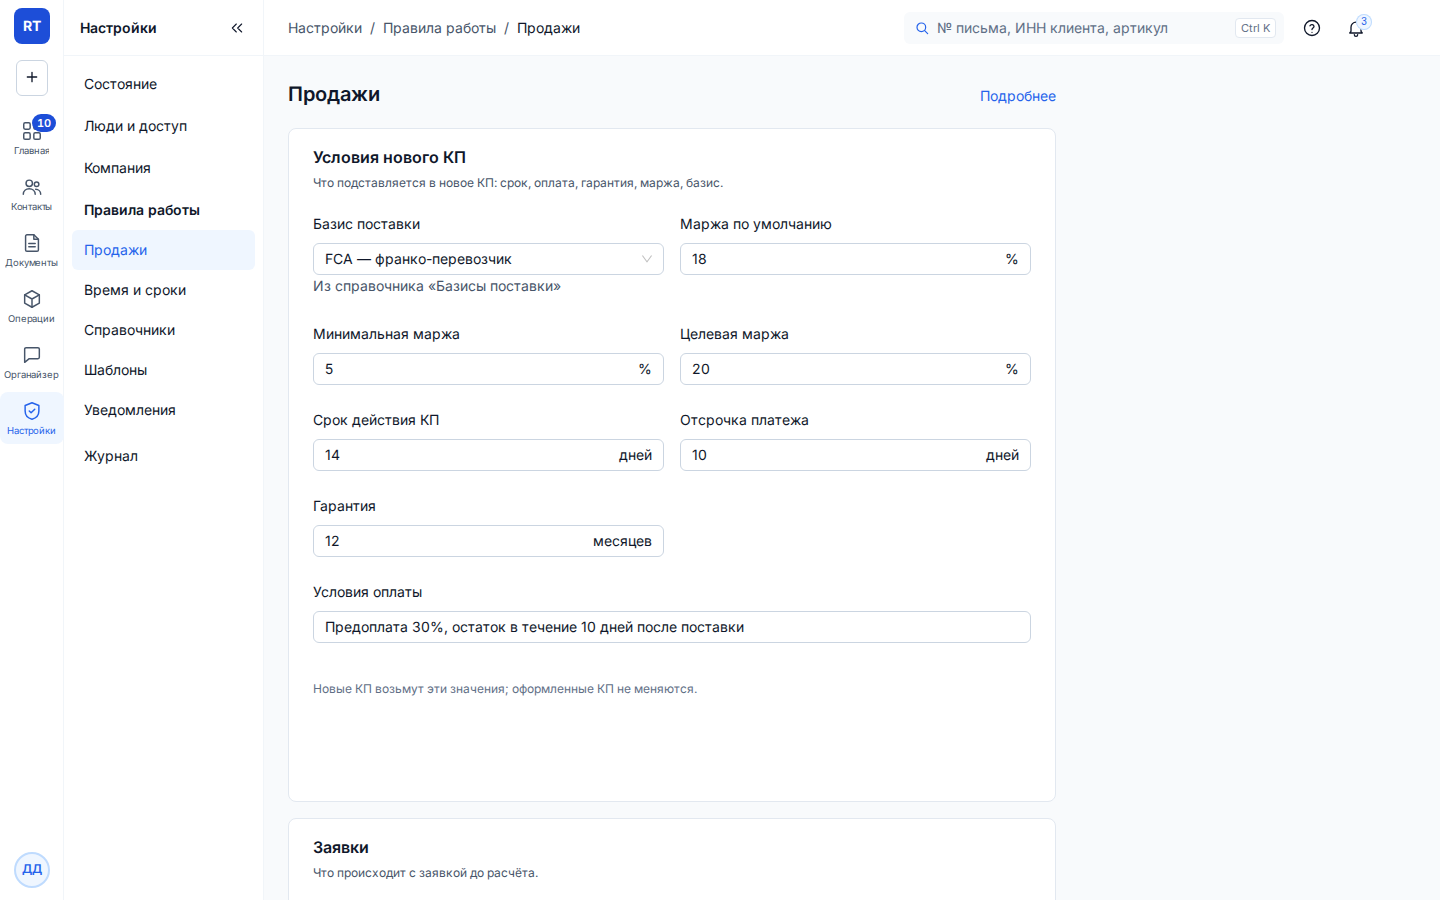 RT
Настройки
Настройки / Правила работы / Продажи
№ письма, ИНН клиента, артикул
Ctrl K
3
10
Главная
Контакты
Документы
Операции
Органайзер
Настройки
ДД
Состояние
Люди и доступ
Компания
Правила работы
Продажи
Время и сроки
Справочники
Шаблоны
Уведомления
Журнал
Продажи
Подробнее
Условия нового КП
Что подставляется в новое КП: срок, оплата, гарантия, маржа, базис.
Базис поставки
Маржа по умолчанию
FCA — франко-перевозчик
18 %
Из справочника «Базисы поставки»
Минимальная маржа
Целевая маржа
5 %
20 %
Срок действия КП
Отсрочка платежа
14 дней
10 дней
Гарантия
12 месяцев
Условия оплаты
Предоплата 30%, остаток в течение 10 дней после поставки
Новые КП возьмут эти значения; оформленные КП не меняются.
Заявки
Что происходит с заявкой до расчёта.